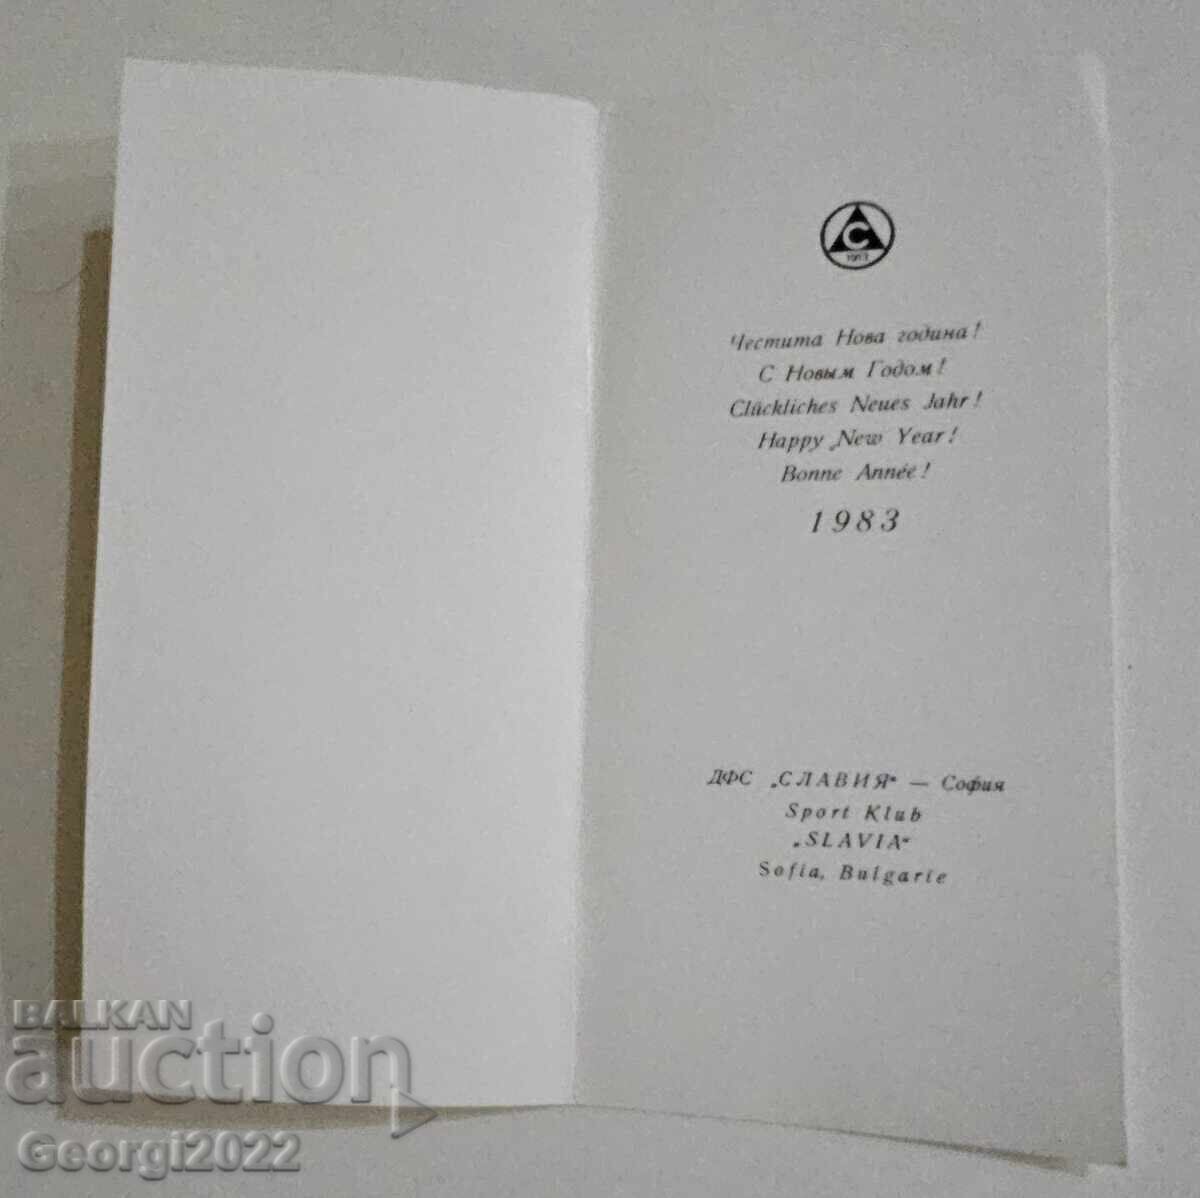 С
1913
Честита Нова година!
С Новым Годом!
Glückliches Neues Jahr!
Happy New Year!
Bonne Année!
1983
ДФС „СЛАВИЯ“ — София
Sport Klub
„SLAVIA“
Sofia, Bulgarie
BALKAN
auction
Georgi2022